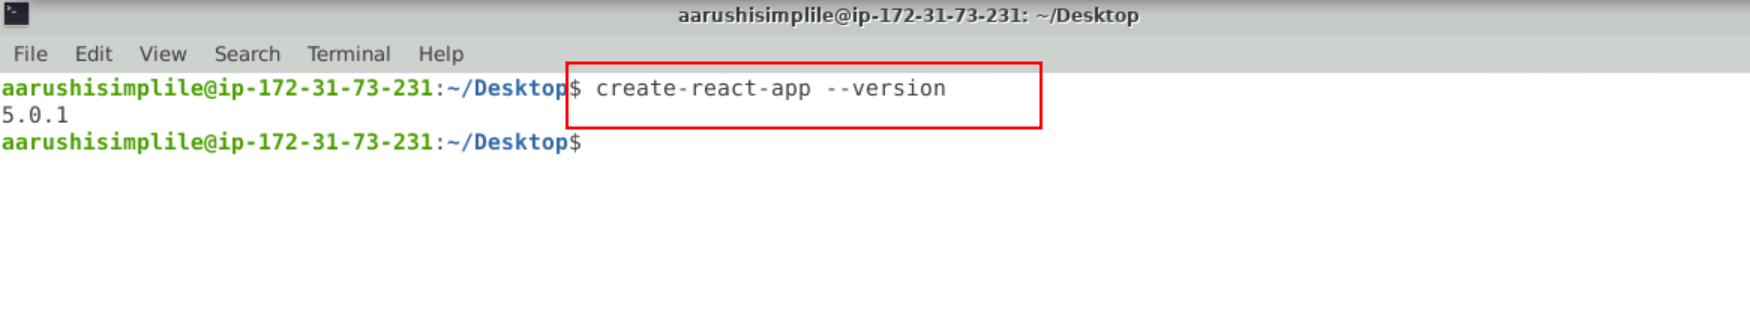 aarushisimplile@ip-172-31-73-231: ~/Desktop
File Edit View Search Terminal Help
aarushisimplile@ip-172-31-73-231:~/Desktop$ create-react-app --version
5.0.1
aarushisimplile@ip-172-31-73-231:~/Desktop$